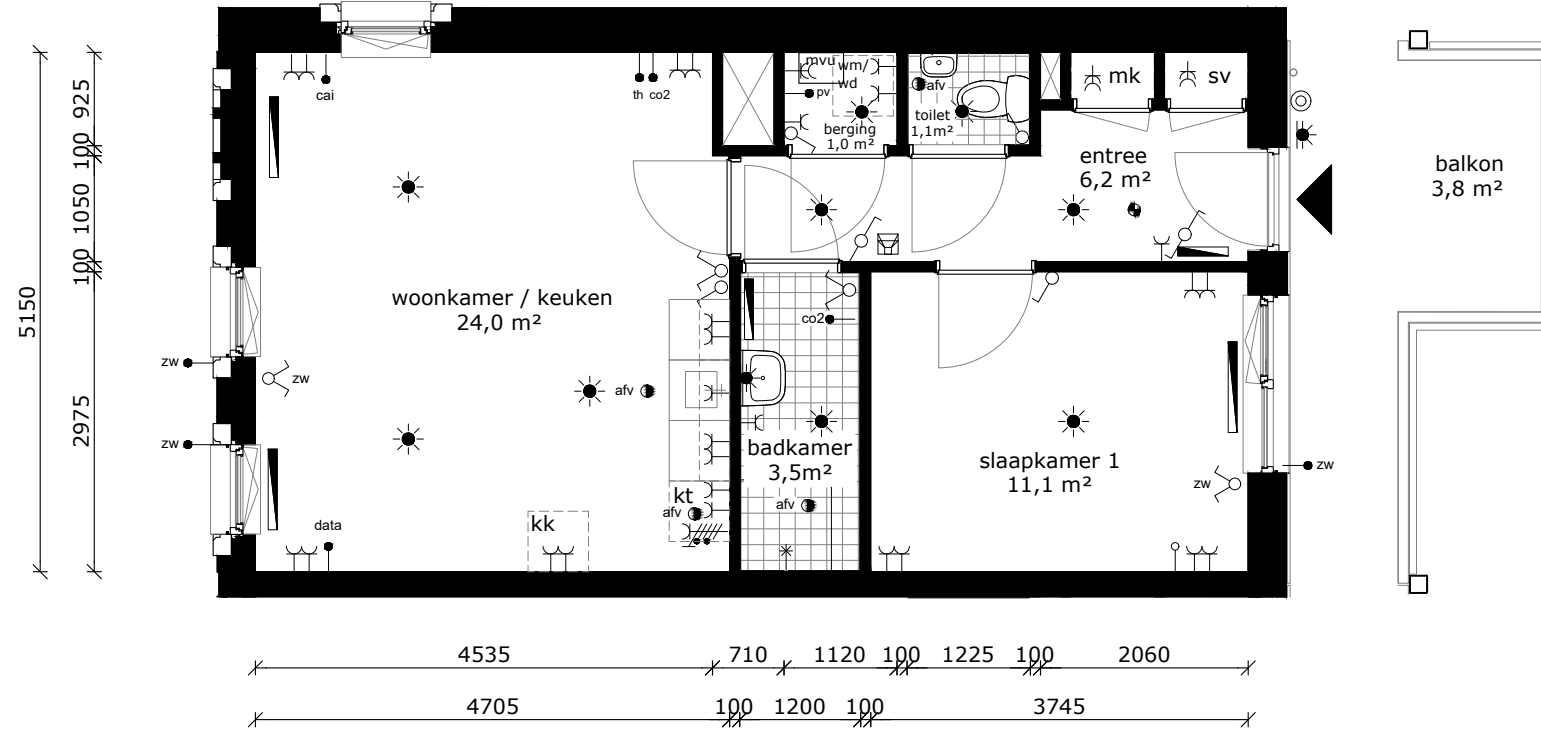 mvu
wm/
wd
pv
berging
1,0 m²
afv
toilet
1,1m²
mk
sv
cai
th co2
entree
6,2 m²
balkon
3,8 m²
woonkamer / keuken
24,0 m²
co2
zw
zw
afv
zw
badkamer
3,5m²
slaapkamer 1
11,1 m²
zw
zw
kt
afv
afv
kk
data
925
100
1050
100
2975
5150
4535 710 1120 100 1225 100 2060
4705 100 1200 100 3745